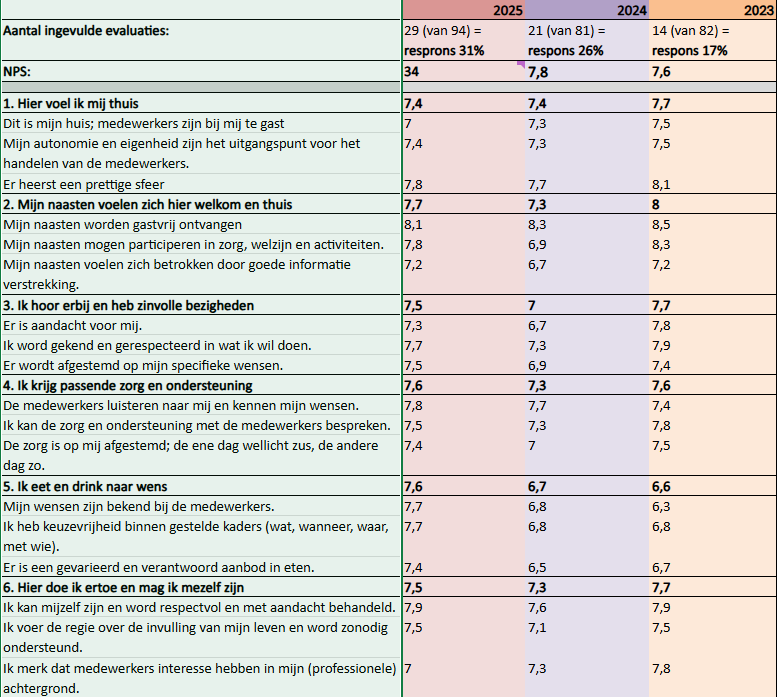 2025 2024 2023
Aantal ingevulde evaluaties: 29 (van 94) = 21 (van 81) = 14 (van 82) =
resprons 31% respons 26% respons 17%
NPS: 34 7,8 7,6
1. Hier voel ik mij thuis 7,4 7,4 7,7
Dit is mijn huis; medewerkers zijn bij mij te gast 7 7,3 7,5
Mijn autonomie en eigenheid zijn het uitgangspunt voor het 7,4 7,3 7,5
handelen van de medewerkers.
Er heerst een prettige sfeer 7,8 7,7 8,1
2. Mijn naasten voelen zich hier welkom en thuis 7,7 7,3 8
Mijn naasten worden gastvrij ontvangen 8,1 8,3 8,5
Mijn naasten mogen participeren in zorg, welzijn en activiteiten. 7,8 6,9 8,3
Mijn naasten voelen zich betrokken door goede informatie 7,2 6,7 7,2
verstrekking.
3. Ik hoor erbij en heb zinvolle bezigheden 7,5 7 7,7
Er is aandacht voor mij. 7,3 6,7 7,8
Ik word gekend en gerespecteerd in wat ik wil doen. 7,7 7,3 7,9
Er wordt afgestemd op mijn specifieke wensen. 7,5 6,9 7,4
4. Ik krijg passende zorg en ondersteuning 7,6 7,3 7,6
De medewerkers luisteren naar mij en kennen mijn wensen. 7,8 7,7 7,4
Ik kan de zorg en ondersteuning met de medewerkers bespreken. 7,5 7,3 7,8
De zorg is op mij afgestemd; de ene dag wellicht zus, de andere 7,4 7 7,5
dag zo.
5. Ik eet en drink naar wens 7,6 6,7 6,6
Mijn wensen zijn bekend bij de medewerkers. 7,7 6,8 6,3
Ik heb keuzevrijheid binnen gestelde kaders (wat, wanneer, waar, 7,7 6,8 6,8
met wie).
Er is een gevarieerd en verantwoord aanbod in eten. 7,4 6,5 6,7
6. Hier doe ik ertoe en mag ik mezelf zijn 7,5 7,3 7,7
Ik kan mijzelf zijn en word respectvol en met aandacht behandeld. 7,9 7,6 7,9
Ik voer de regie over de invulling van mijn leven en word zonodig 7,5 7,1 7,5
ondersteund.
Ik merk dat medewerkers interesse hebben in mijn (professionele) 7 7,3 7,8
achtergrond.